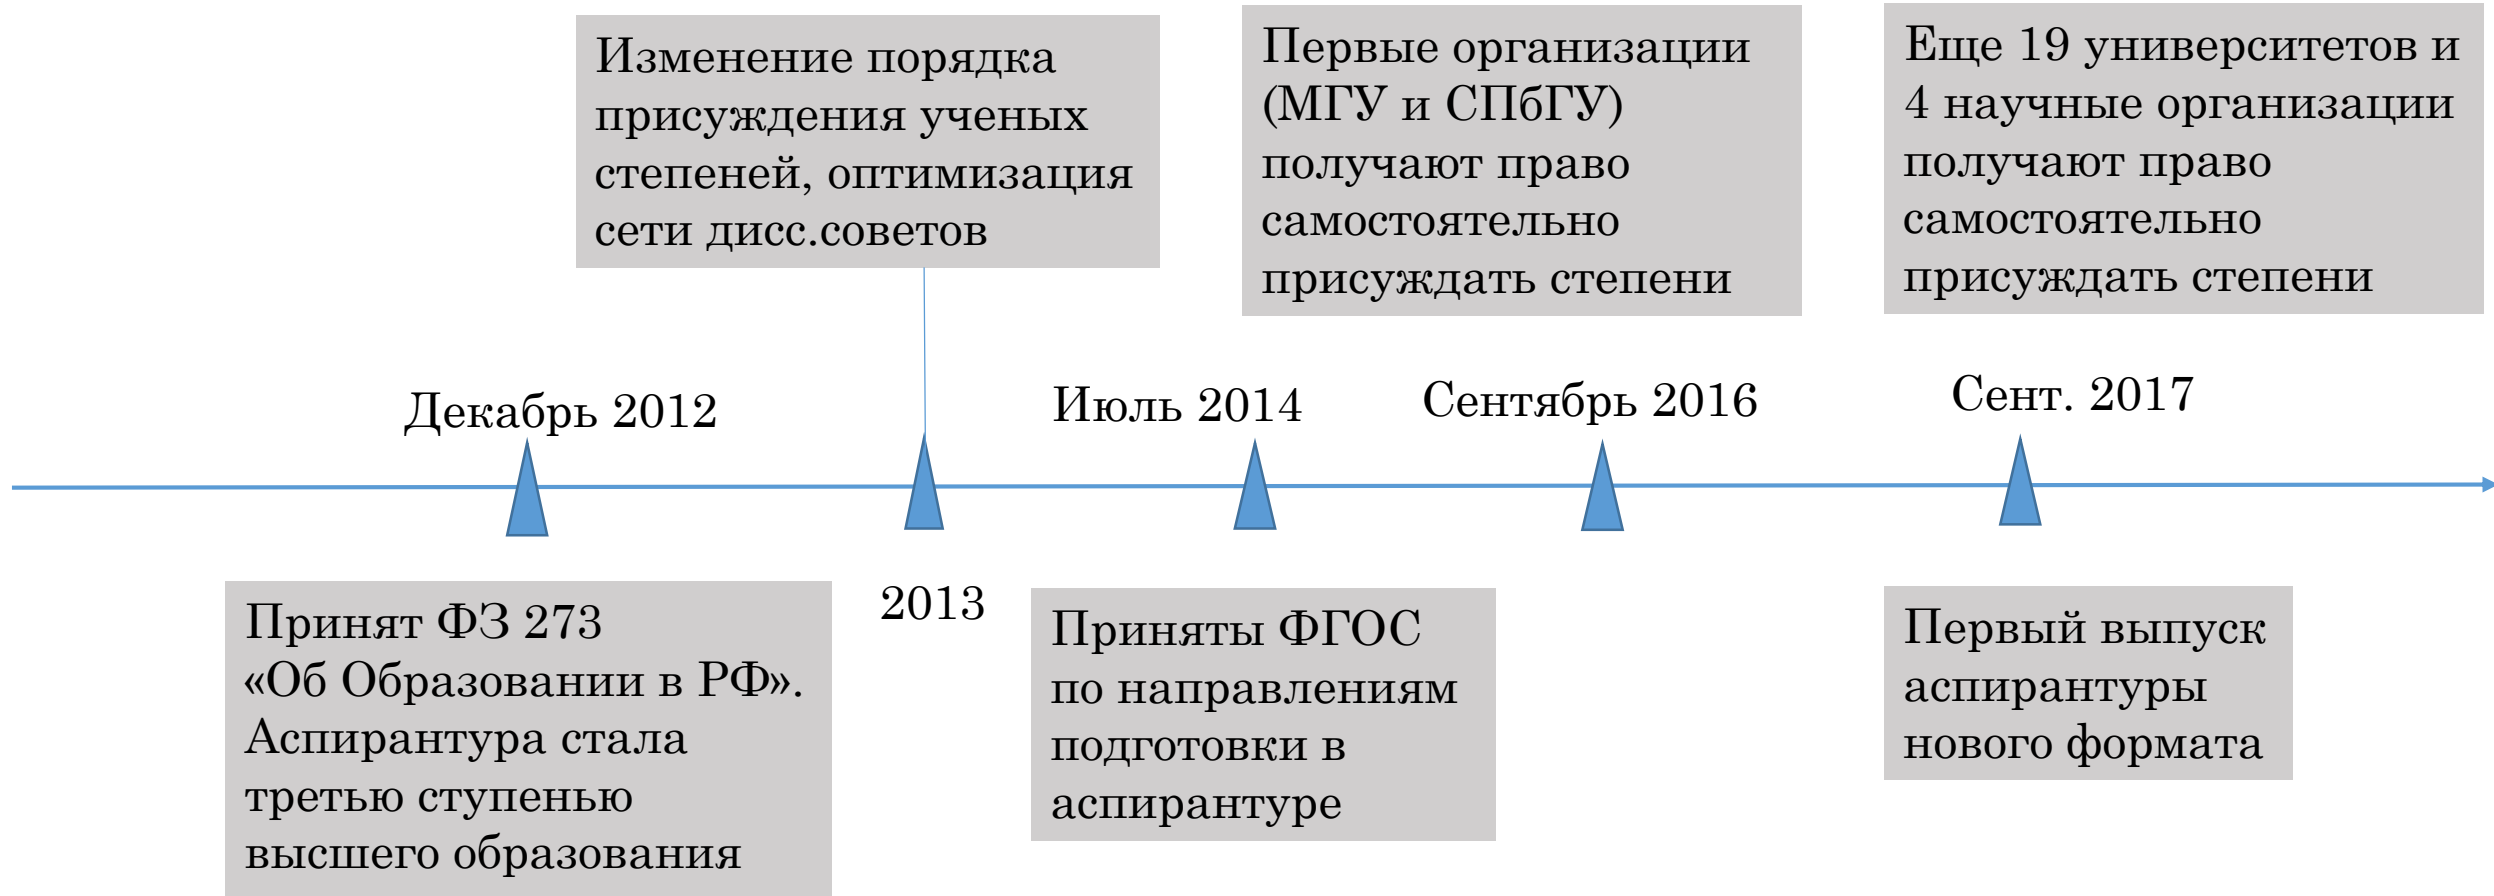 Изменение порядка
присуждения ученых
степеней, оптимизация
сети дисс.советов
Первые организации
(МГУ и СПбГУ)
получают право
самостоятельно
присуждать степени
Еще 19 университетов и
4 научные организации
получают право
самостоятельно
присуждать степени
Декабрь 2012
Июль 2014
Сентябрь 2016
Сент. 2017
Принят ФЗ 273
«Об Образовании в РФ».
Аспирантура стала
третью ступенью
высшего образования
2013
Приняты ФГОС
по направлениям
подготовки в
аспирантуре
Первый выпуск
аспирантуры
нового формата